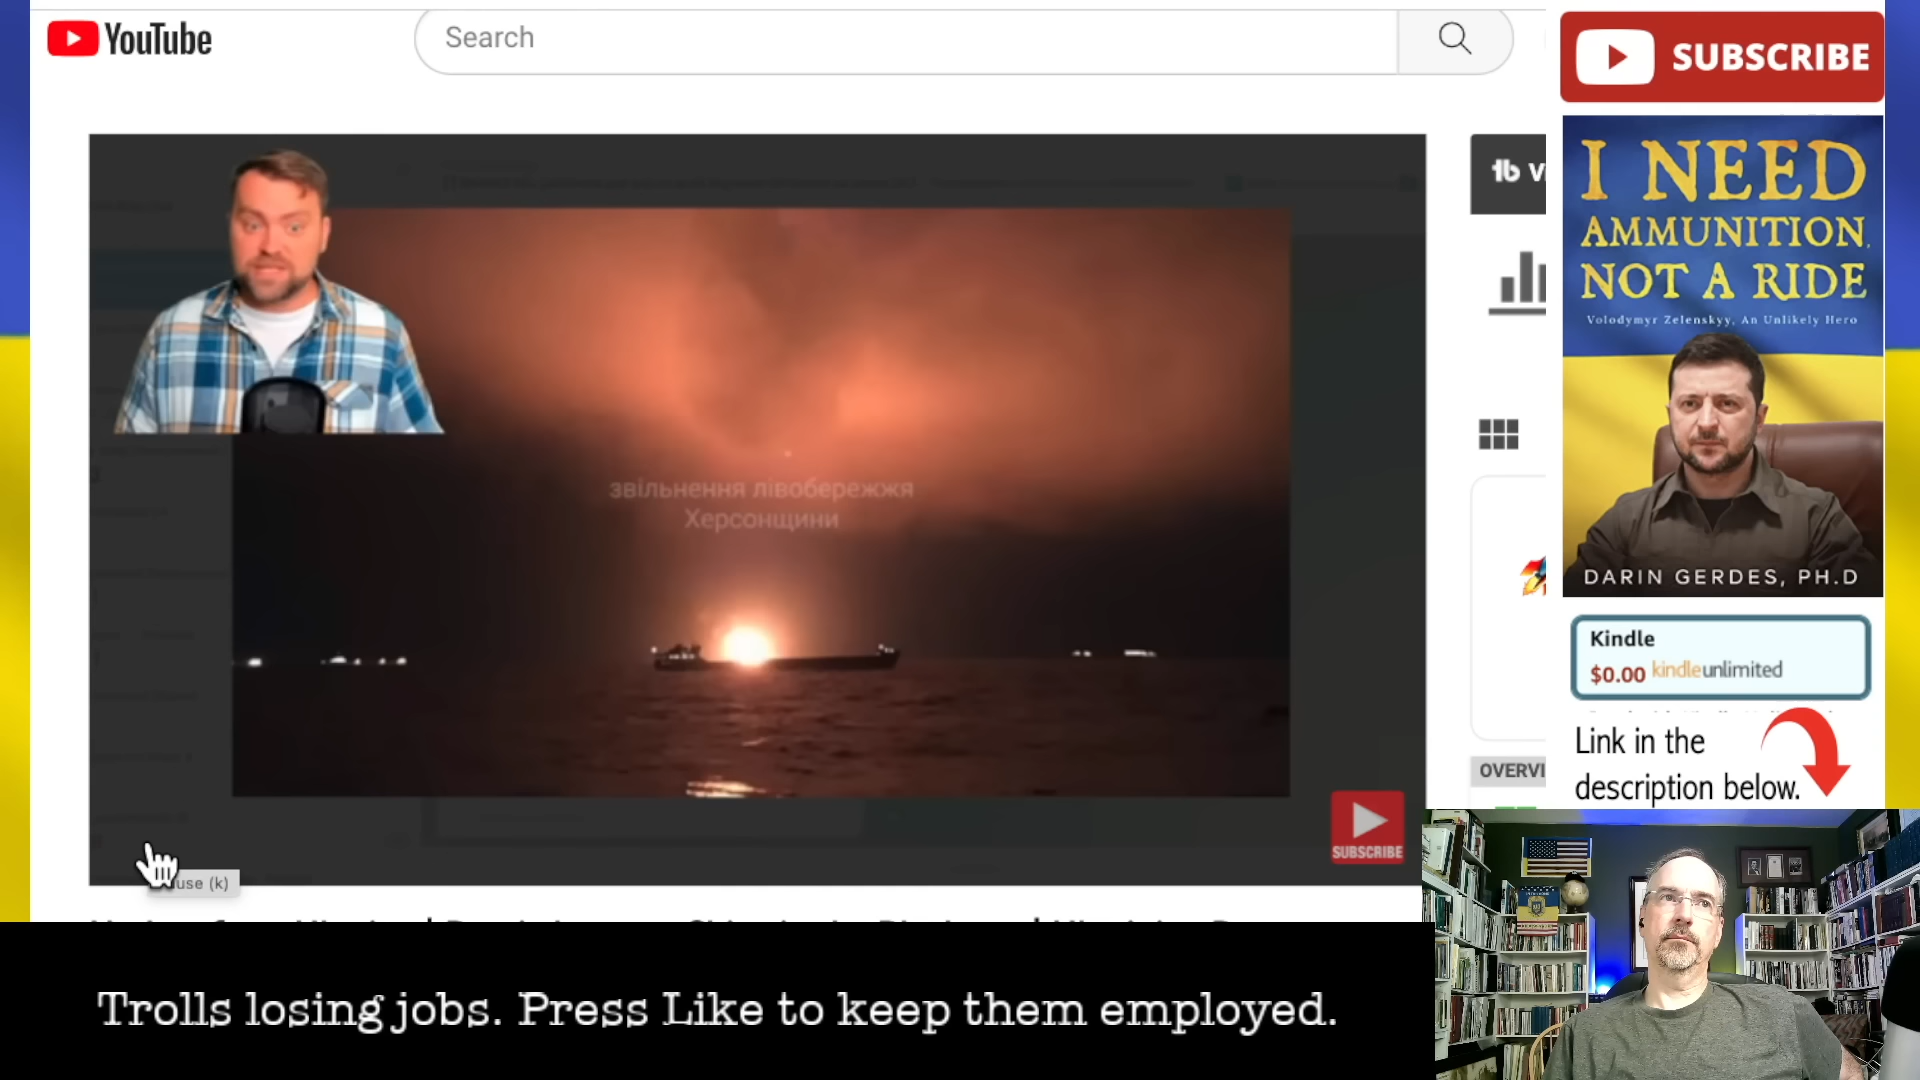 YouTube
Search
SUBSCRIBE
I NEED
AMMUNITION,
NOT A RIDE
Volodymyr Zelenskyy, An Unlikely Hero
DARIN GERDES, PH.D
звільнення лівобережжя
Херсонщини
Kindle
$0.00 kindleunlimited
OVERVI
Link in the
description below.
SUBSCRIBE
use (k)
Trolls losing jobs. Press Like to keep them employed.